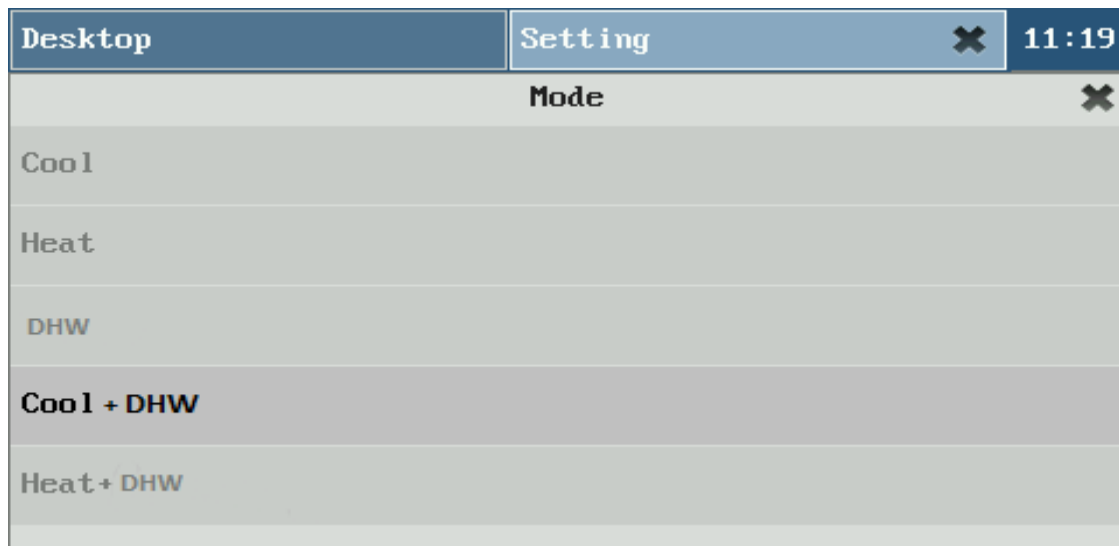 Desktop Setting 11:19
Mode
Cool
Heat
DHW
Cool + DHW
Heat+ DHW